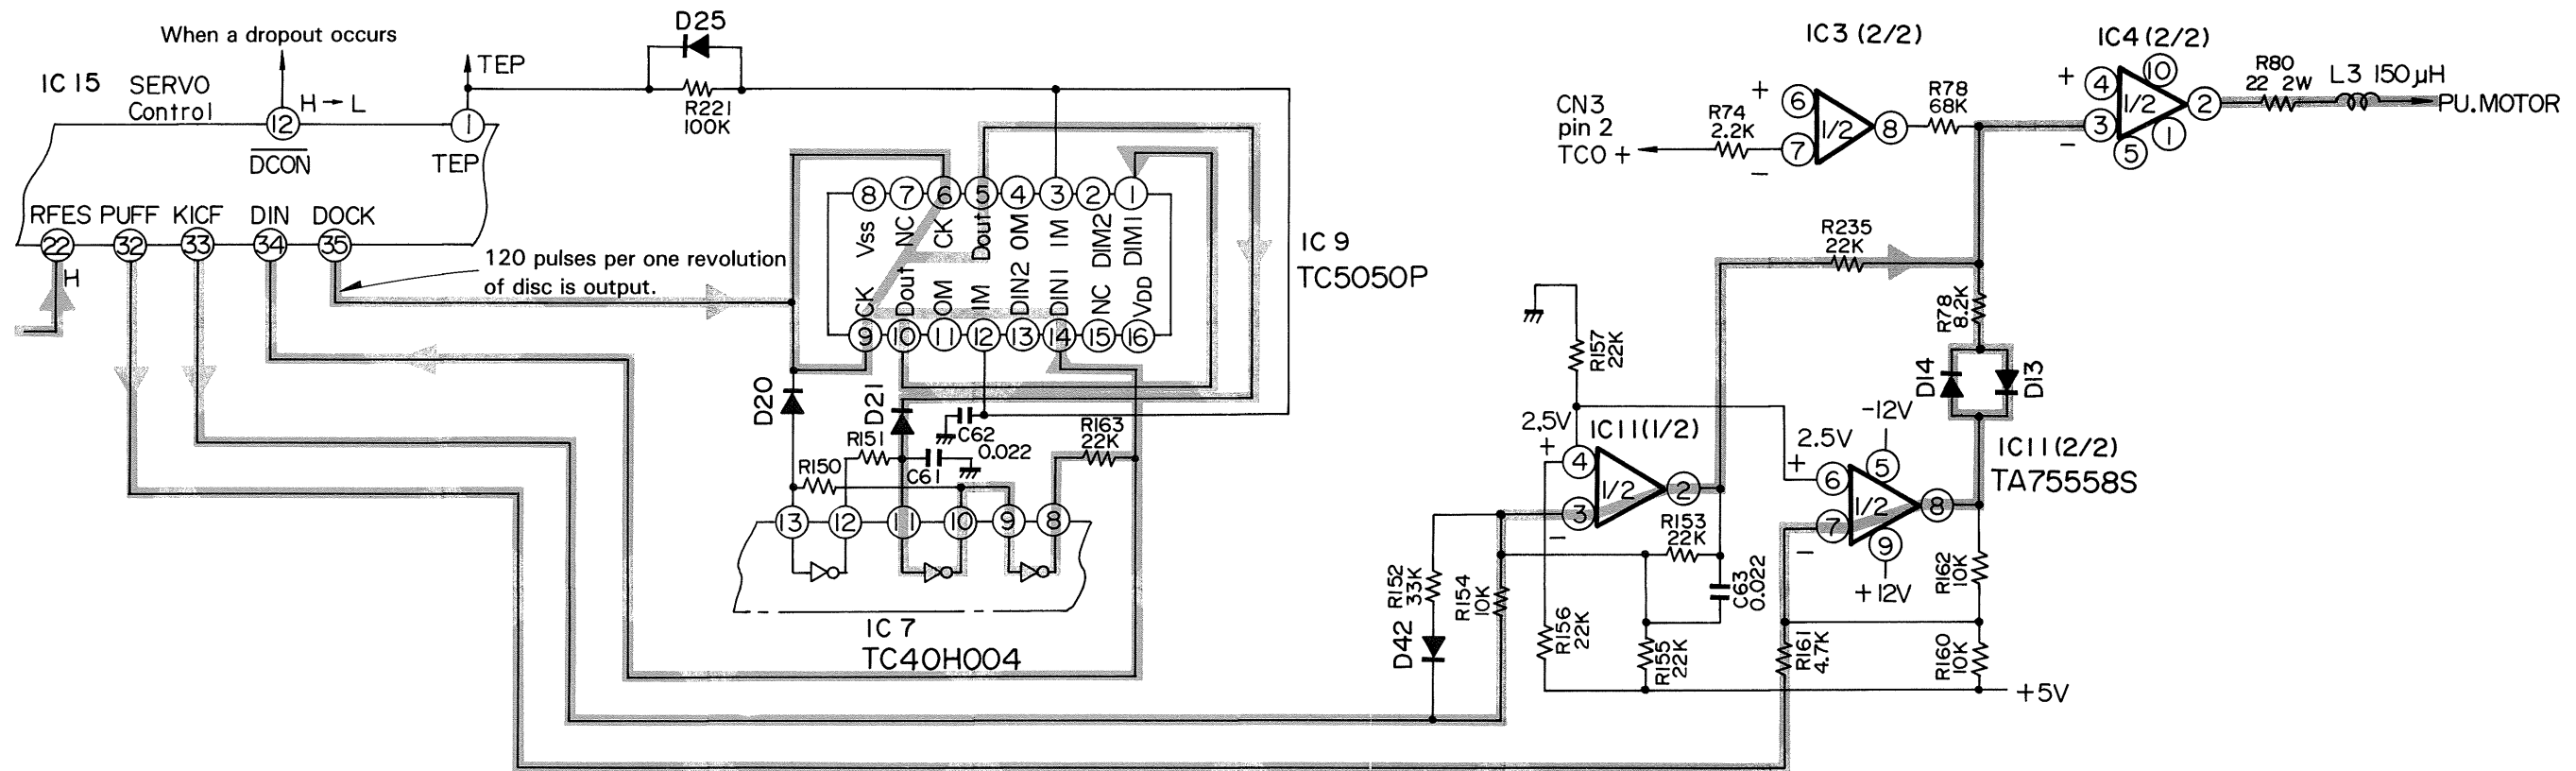 When a dropout occurs
IC 15
SERVO
Control
H → L
TEP
12
1
DCON
TEP
RFES PUFF KICF DIN DOCK
22 32 33 34 35
H
120 pulses per one revolution
of disc is output.
D25
R221
100K
8 7 6 5 4 3 2 1
Vss NC CK Dout OM IM DIM2 DIM1
CK Dout OM IM DIN2 DIN1 NC VDD
9 10 11 12 13 14 15 16
IC 9
TC5050P
D20
D21
R151
R150
C62
0.022
C61
R163
22K
13 12 11 10 9 8
IC 7
TC40H004
IC3 (2/2)
CN3
pin 2
TCO +
R74
2.2K
+
6
7
-
1/2
8
R78
68K
IC4 (2/2)
+
4
3
-
10
1/2
2
1
5
R80
22 2W
L3 150μH
PU.MOTOR
R235
22K
R78
8.2K
D14
D13
R157
22K
2.5V
+
IC11(1/2)
4
3
-
1/2
2
R153
22K
C63
0.022
R152
33K
R154
10K
D42
R156
22K
R155
22K
2.5V
+
-12V
6
5
7
-
1/2
8
9
+12V
IC11(2/2)
TA75558S
R162
10K
R161
4.7K
R160
10K
+5V